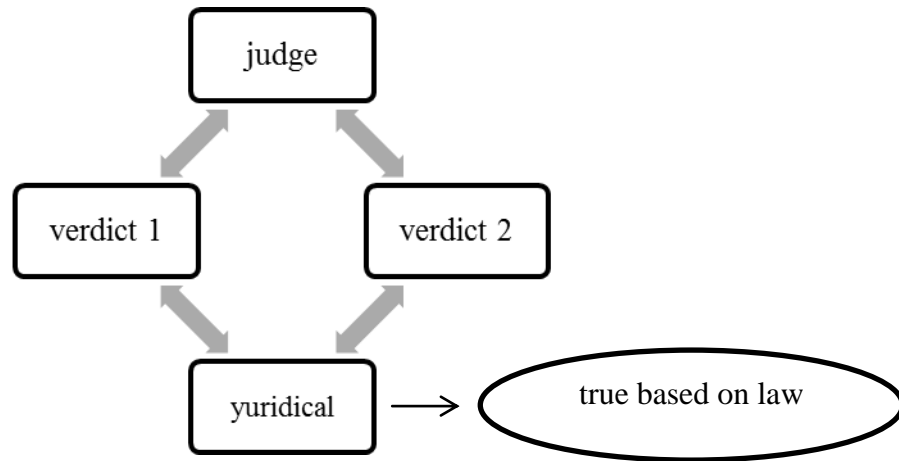 judge
verdict 1
verdict 2
yuridical
true based on law